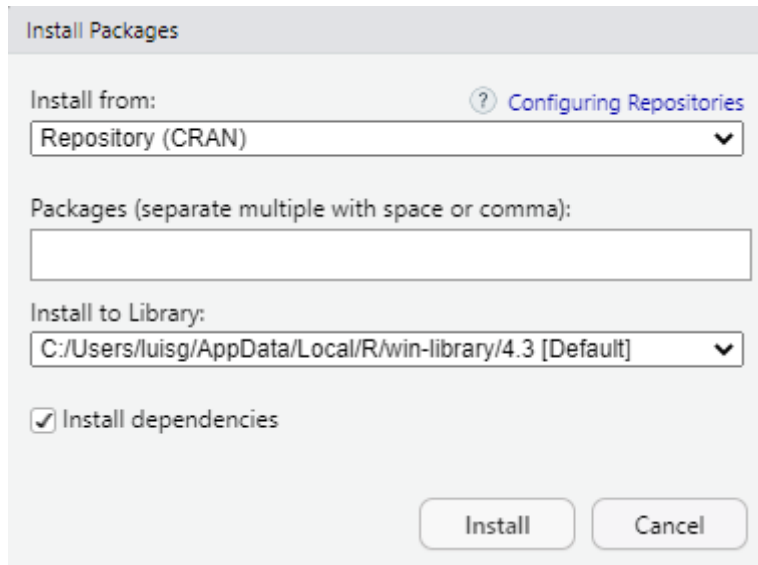 Install Packages
Install from:
? Configuring Repositories
Repository (CRAN)
Packages (separate multiple with space or comma):
Install to Library:
C:/Users/luisg/AppData/Local/R/win-library/4.3 [Default]
Install dependencies
Install
Cancel